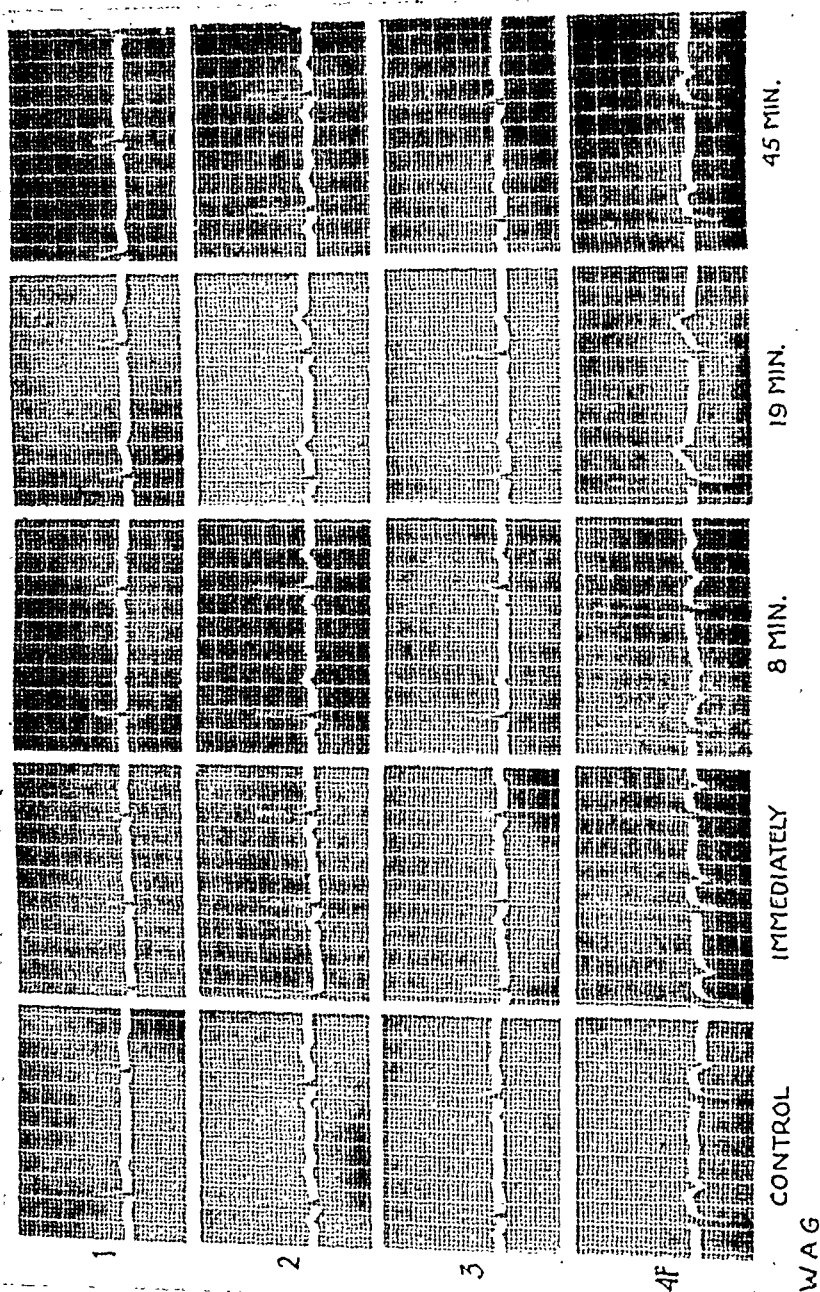 1
2
3
4F
CONTROL
IMMEDIATELY
8 MIN.
19 MIN.
45 MIN.
WAG